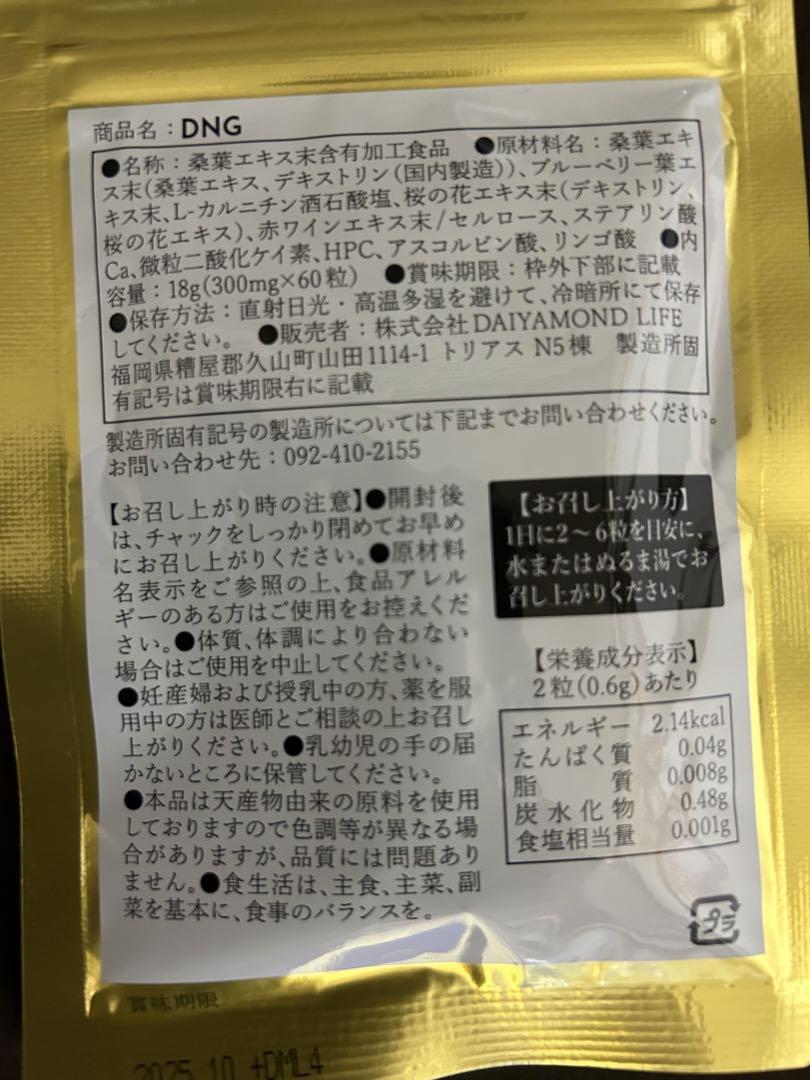 商品名：DNG
●名称：桑葉エキス末含有加工食品　●原材料名：桑葉エキ
ス末(桑葉エキス、デキストリン(国内製造))、ブルーベリー葉エ
キス末、L-カルニチン酒石酸塩、桜の花エキス末(デキストリン、
桜の花エキス)、赤ワインエキス末/セルロース、ステアリン酸
Ca、微粒二酸化ケイ素、HPC、アスコルビン酸、リンゴ酸　●内
容量：18g(300mg×60粒)　●賞味期限：枠外下部に記載
●保存方法：直射日光・高温多湿を避けて、冷暗所にて保存
してください。　●販売者：株式会社DAIYAMOND LIFE
福岡県糟屋郡久山町山田1114-1 トリアス N5棟　製造所固
有記号は賞味期限右に記載
製造所固有記号の製造所については下記までお問い合わせください。
お問い合わせ先：092-410-2155
【お召し上がり時の注意】●開封後
は、チャックをしっかり閉めてお早め
にお召し上がりください。●原材料
名表示をご参照の上、食品アレル
ギーのある方はご使用をお控えくだ
さい。●体質、体調により合わない
場合はご使用を中止してください。
●妊産婦および授乳中の方、薬を服
用中の方は医師とご相談の上お召し
上がりください。●乳幼児の手の届
かないところに保管してください。
●本品は天産物由来の原料を使用
しておりますので色調等が異なる場
合がありますが、品質には問題あり
ません。●食生活は、主食、主菜、副
菜を基本に、食事のバランスを。
【お召し上がり方】
1日に2～6粒を目安に、
水またはぬるま湯でお
召し上がりください。
【栄養成分表示】
2粒(0.6g)あたり
エネルギー 2.14kcal
たんぱく質 0.04g
脂質 0.008g
炭水化物 0.48g
食塩相当量 0.001g
プラ
賞味期限
2025.10 +DML4